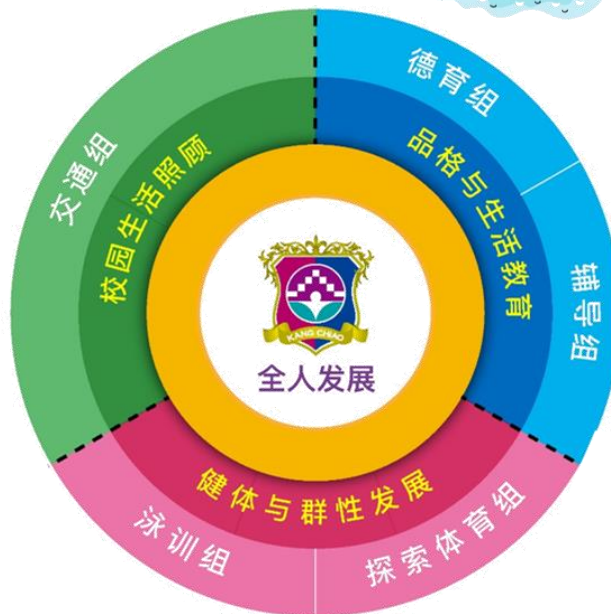 德育组
品格与生活教育
辅导组
探索体育组
健体与群性发展
泳训组
交通组
校园生活照顾
KANG CHIAO
全人发展